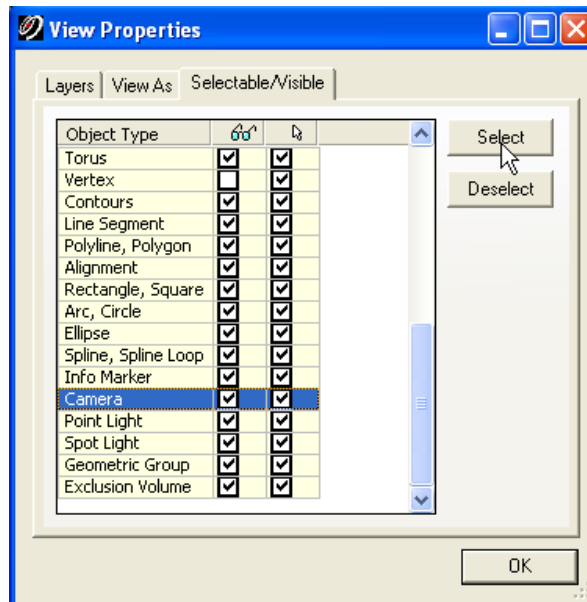 View Properties
Layers View As Selectable/Visible
Object Type
Torus
Vertex
Contours
Line Segment
Polyline, Polygon
Alignment
Rectangle, Square
Arc, Circle
Ellipse
Spline, Spline Loop
Info Marker
Camera
Point Light
Spot Light
Geometric Group
Exclusion Volume
Select
Deselect
OK